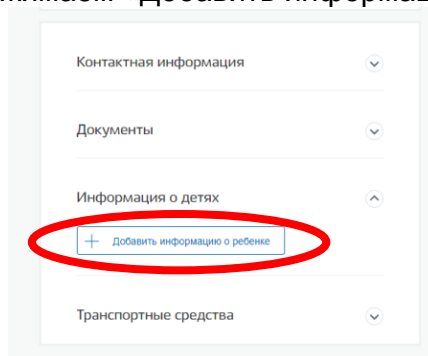 Контактная информация
Документы
Информация о детях
Добавить информацию о ребенке
Транспортные средства